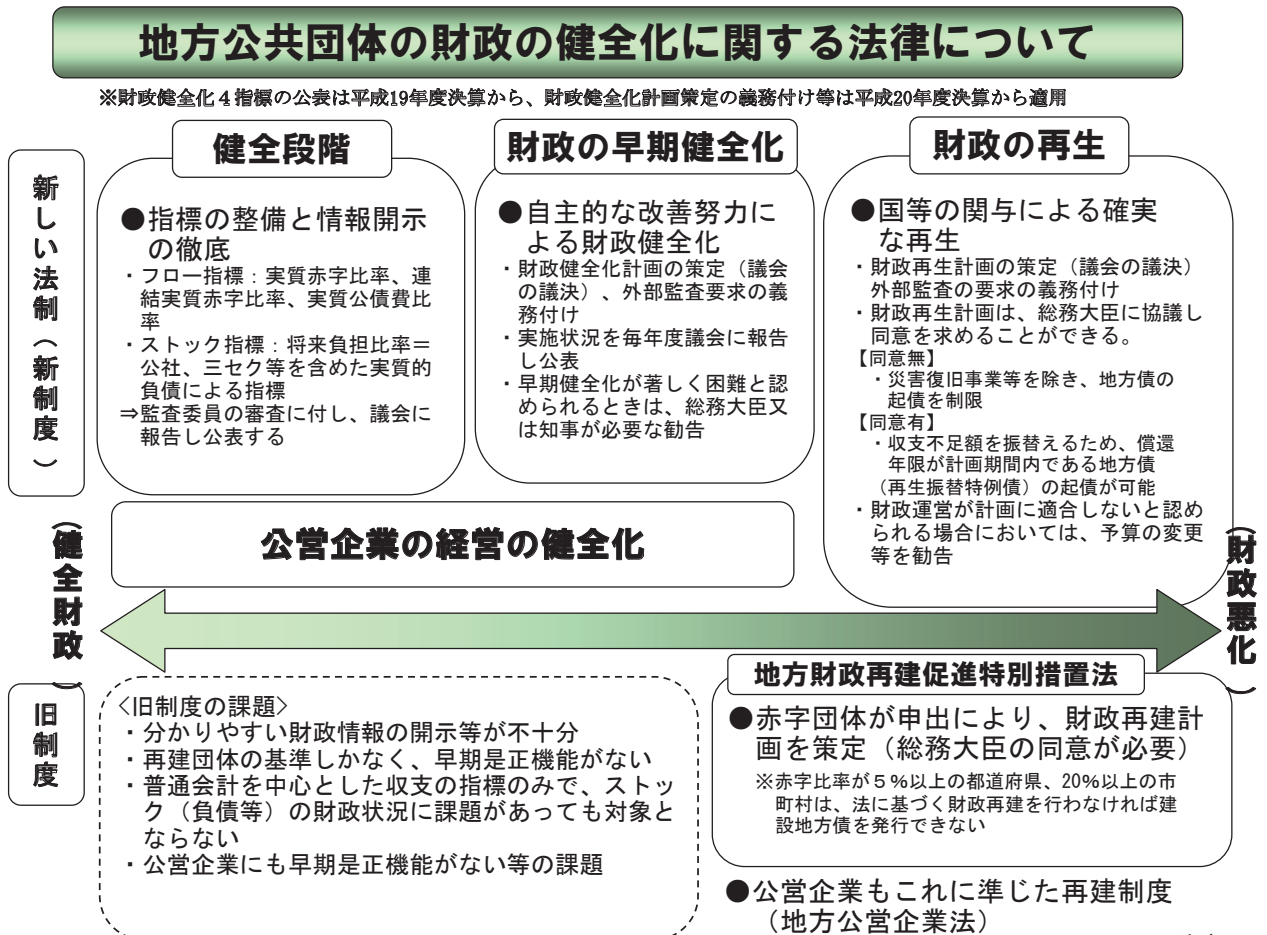 地方公共団体の財政の健全化に関する法律について
※財政健全化４指標の公表は平成19年度決算から、財政健全化計画策定の義務付け等は平成20年度決算から適用
新しい法制（新制度）
健全段階
●指標の整備と情報開示
の徹底
・フロー指標：実質赤字比率、連
結実質赤字比率、実質公債費比
率
・ストック指標：将来負担比率＝
公社、三セク等を含めた実質的
負債による指標
⇒監査委員の審査に付し、議会に
報告し公表する
財政の早期健全化
●自主的な改善努力に
よる財政健全化
・財政健全化計画の策定（議会
の議決）、外部監査要求の義
務付け
・実施状況を毎年度議会に報告
し公表
・早期健全化が著しく困難と認
められるときは、総務大臣又
は知事が必要な勧告
財政の再生
●国等の関与による確実
な再生
・財政再生計画の策定（議会の議決）
外部監査の要求の義務付け
・財政再生計画は、総務大臣に協議し
同意を求めることができる。
【同意無】
・災害復旧事業等を除き、地方債の
起債を制限
【同意有】
・収支不足額を振替えるため、償還
年限が計画期間内である地方債
（再生振替特例債）の起債が可能
・財政運営が計画に適合しないと認め
られる場合においては、予算の変更
等を勧告
公営企業の経営の健全化
（健全財政）
（財政悪化）
旧制度
〈旧制度の課題〉
・分かりやすい財政情報の開示等が不十分
・再建団体の基準しかなく、早期是正機能がない
・普通会計を中心とした収支の指標のみで、ストッ
ク（負債等）の財政状況に課題があっても対象と
ならない
・公営企業にも早期是正機能がない等の課題
地方財政再建促進特別措置法
●赤字団体が申出により、財政再建計
画を策定（総務大臣の同意が必要）
※赤字比率が５%以上の都道府県、20%以上の市
町村は、法に基づく財政再建を行わなければ建
設地方債を発行できない
●公営企業もこれに準じた再建制度
（地方公営企業法）